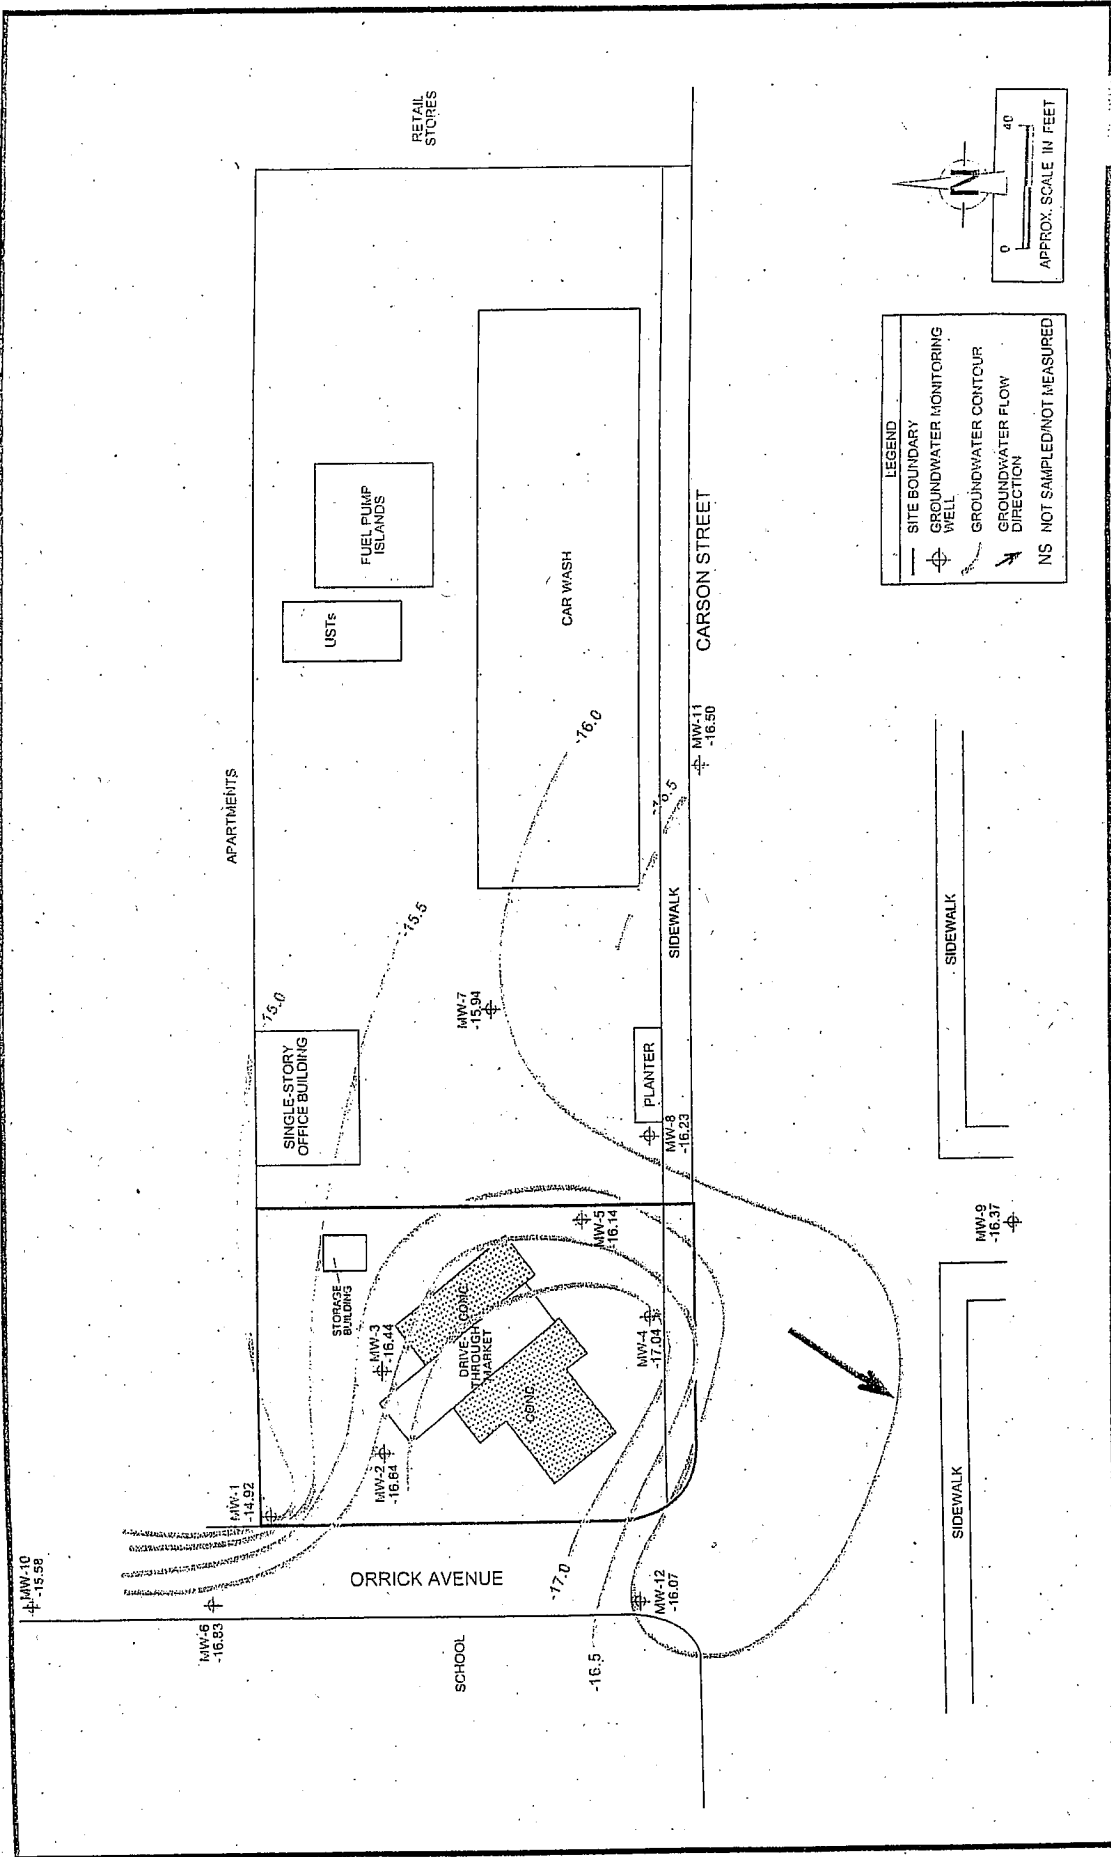 MW-10
-15.58
MW-6
-16.83
MW-1
-14.92
APARTMENTS
RETAIL
STORES
-15.0
SINGLE-STORY
OFFICE BUILDING
-15.5
USTs
FUEL PUMP
ISLANDS
STORAGE
BUILDING
MW-3
-16.44
MW-2
-16.64
CONC.
DRIVE-
THROUGH
MARKET
CONC.
MW-7
-15.94
-16.0
CAR WASH
ORRICK AVENUE
SCHOOL
-17.0
-16.5
MW-12
-16.07
MW-4
-17.04
MW-5
-16.14
PLANTER
MW-8
-16.23
SIDEWALK
-16.5
MW-11
-16.50
CARSON STREET
SIDEWALK
MW-9
-16.37
SIDEWALK
LEGEND
SITE BOUNDARY
GROUNDWATER MONITORING
WELL
GROUNDWATER CONTOUR
GROUNDWATER FLOW
DIRECTION
NS NOT SAMPLED/NOT MEASURED
N
0 40
APPROX. SCALE IN FEET